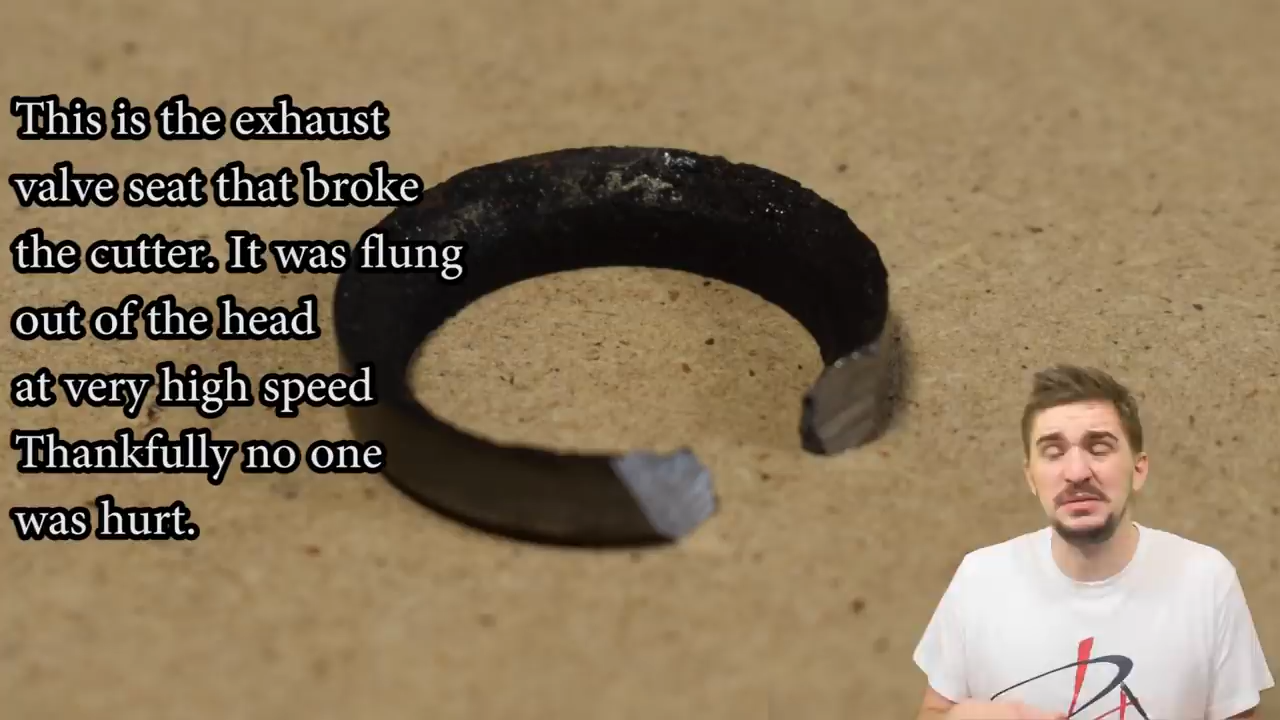 This is the exhaust
valve seat that broke
the cutter. It was flung
out of the head
at very high speed
Thankfully no one
was hurt.